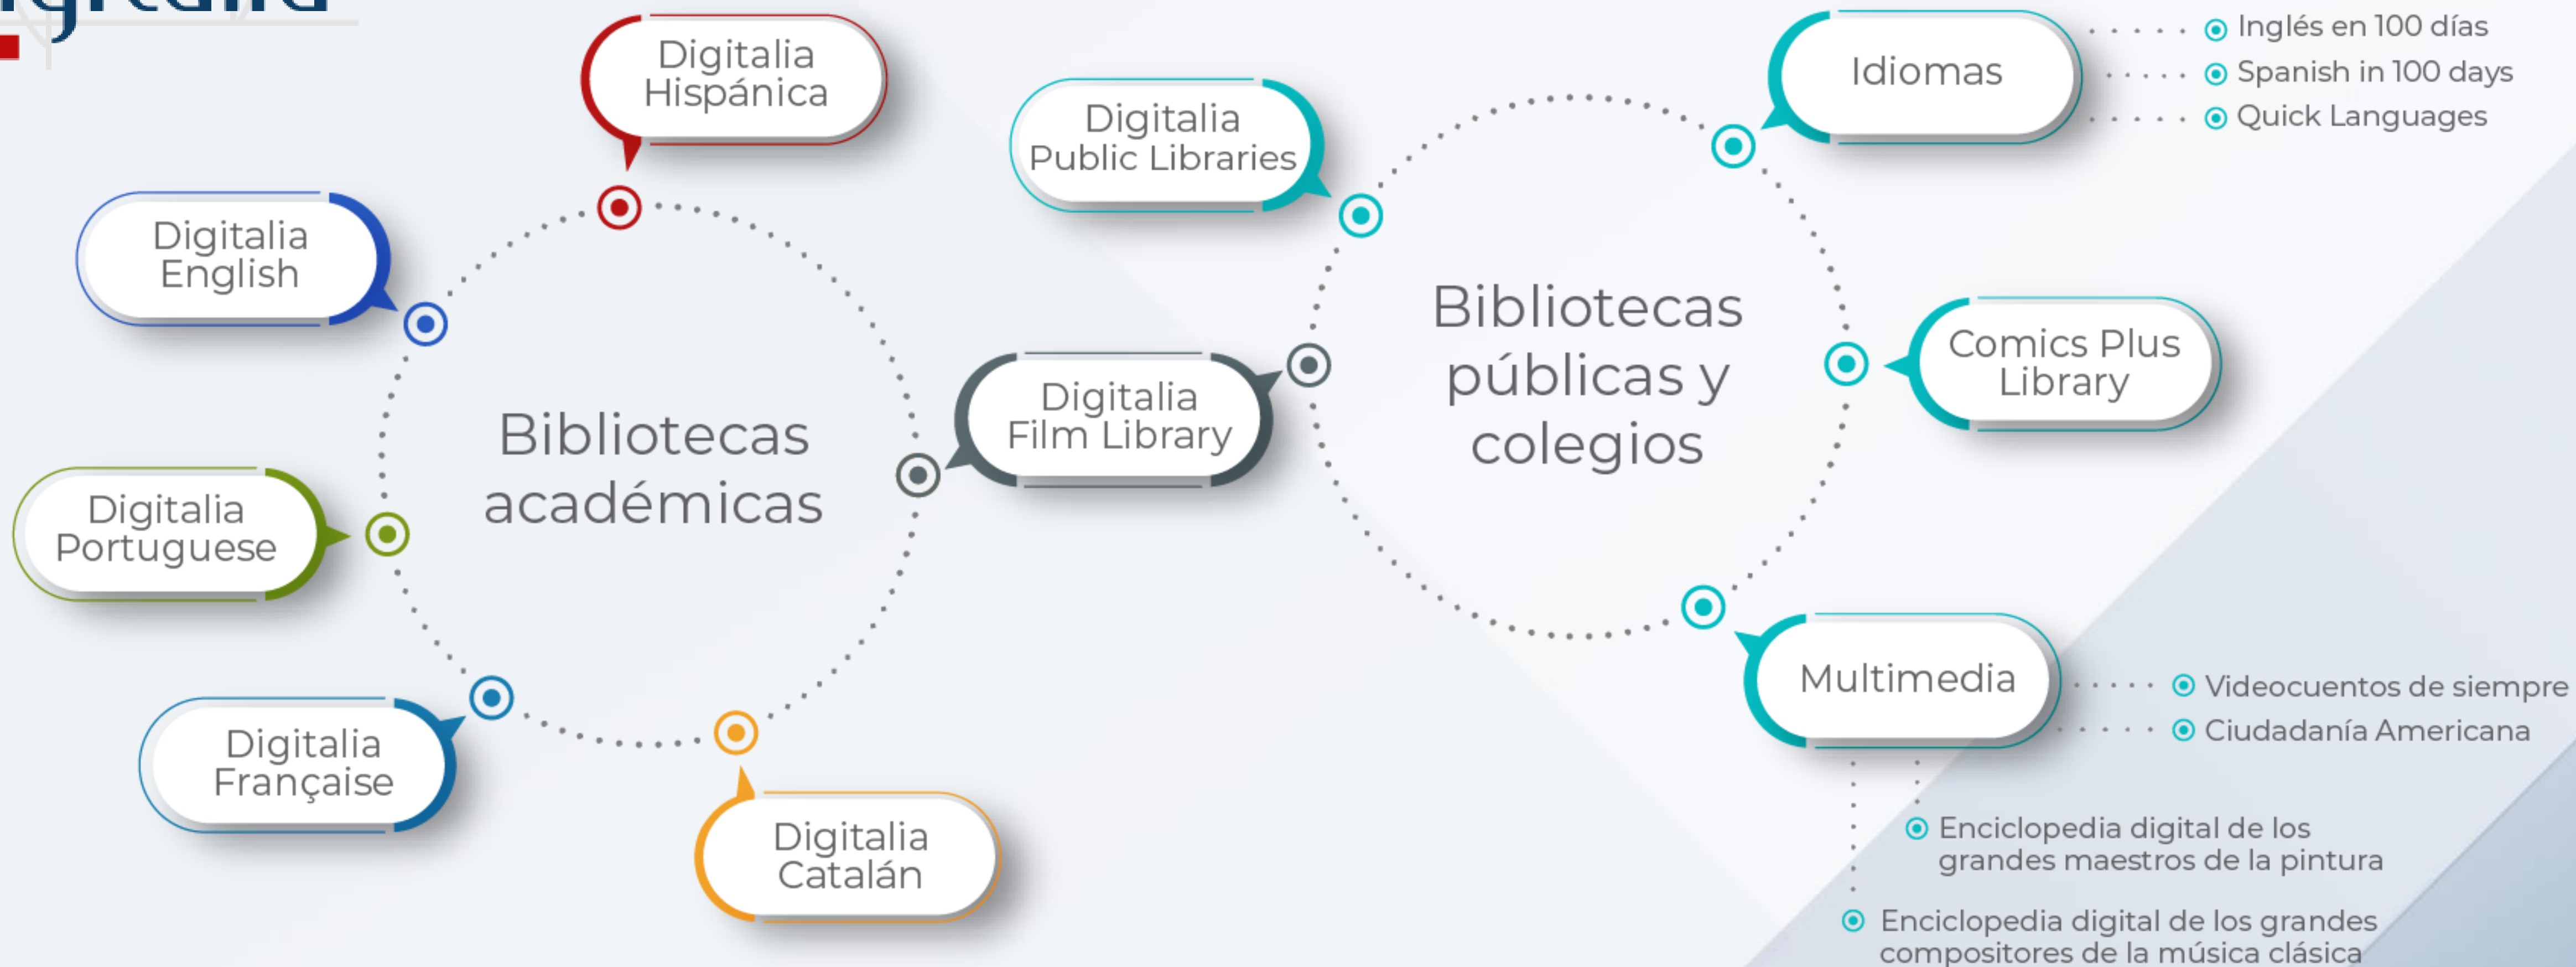 Digitalia
Hispánica
Digitalia
English
Digitalia
Portuguese
Digitalia
Française
Digitalia
Catalán
Bibliotecas
académicas
Digitalia
Film Library
Digitalia
Public Libraries
Bibliotecas
públicas y
colegios
Idiomas
Inglés en 100 días
Spanish in 100 days
Quick Languages
Comics Plus
Library
Multimedia
Videocuentos de siempre
Ciudadanía Americana
Enciclopedia digital de los
grandes maestros de la pintura
Enciclopedia digital de los grandes
compositores de la música clásica